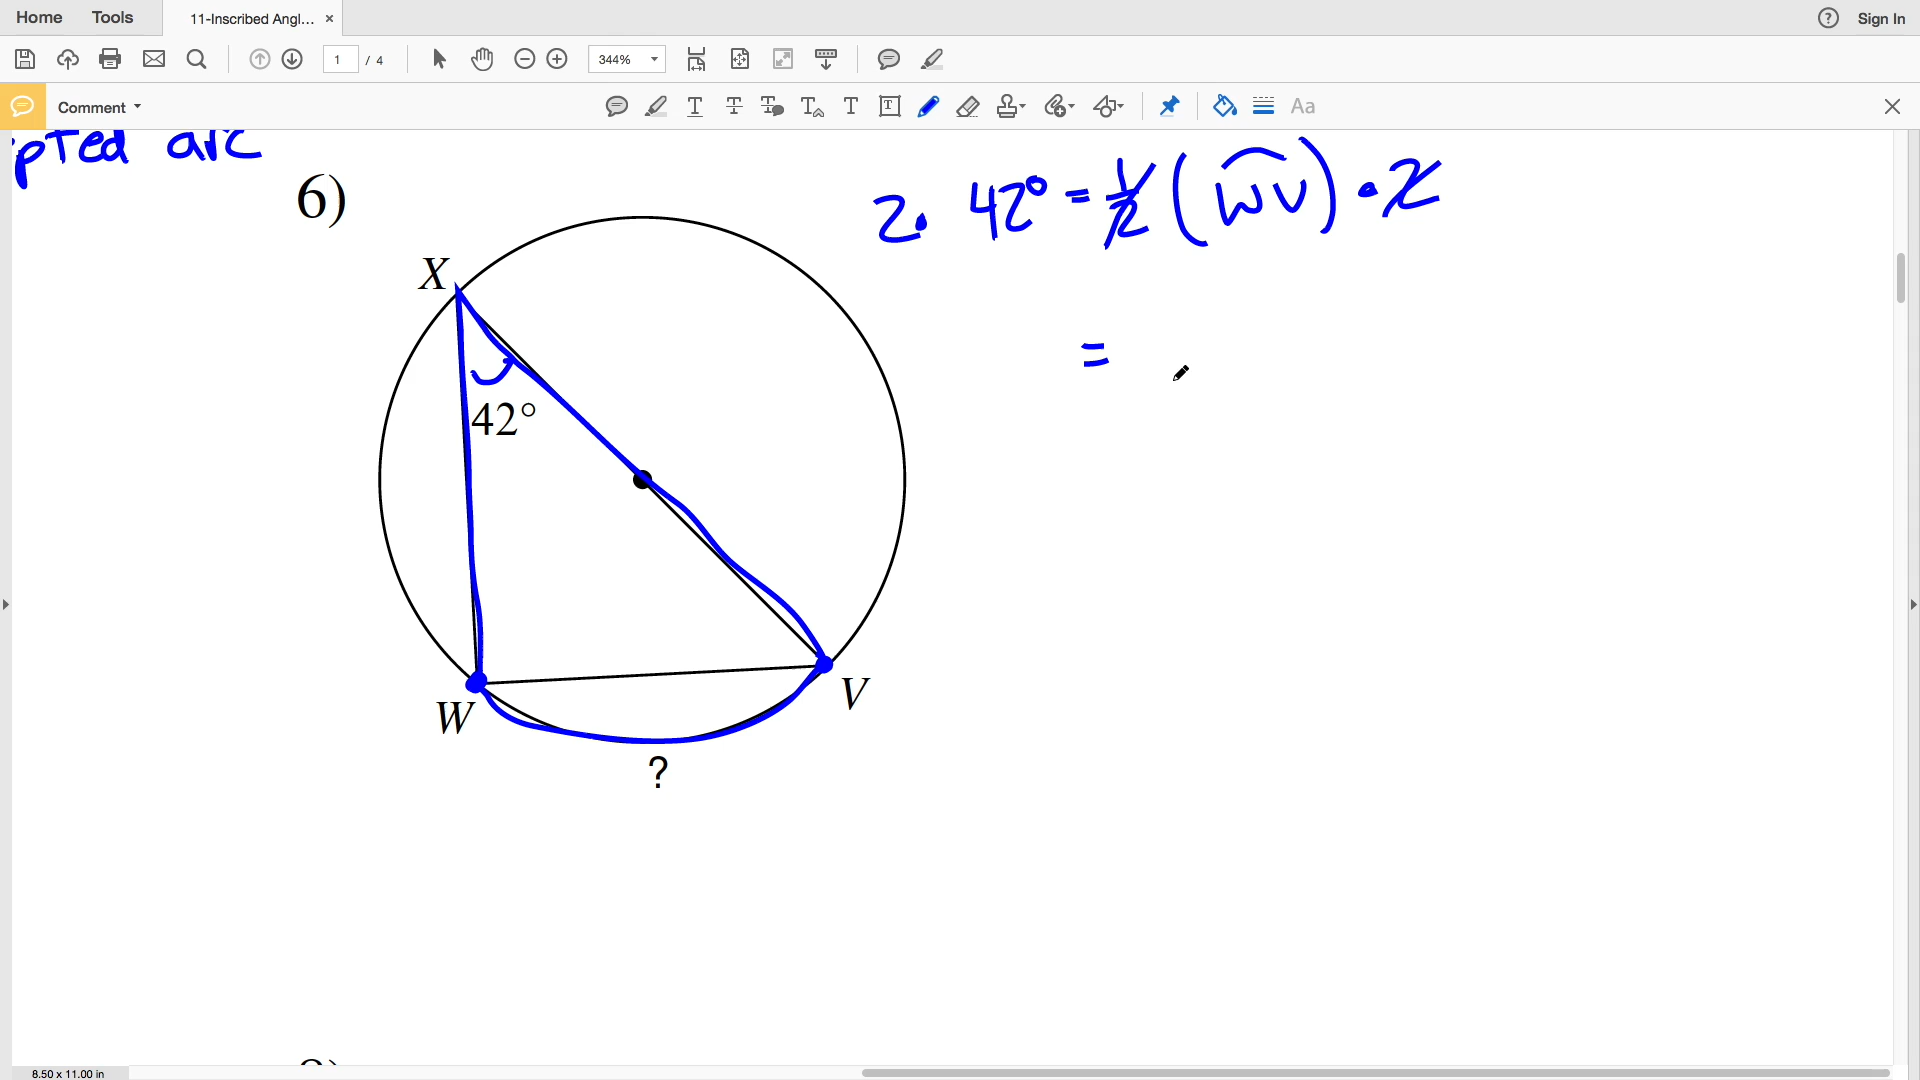 Home Tools 11-Inscribed Angl... × Sign In
1 / 4 344%
Comment Aa
pted arc
6)
2. 42° = 1/2 (WV) • 2
X
=
42°
W
V
?
8.50 x 11.00 in